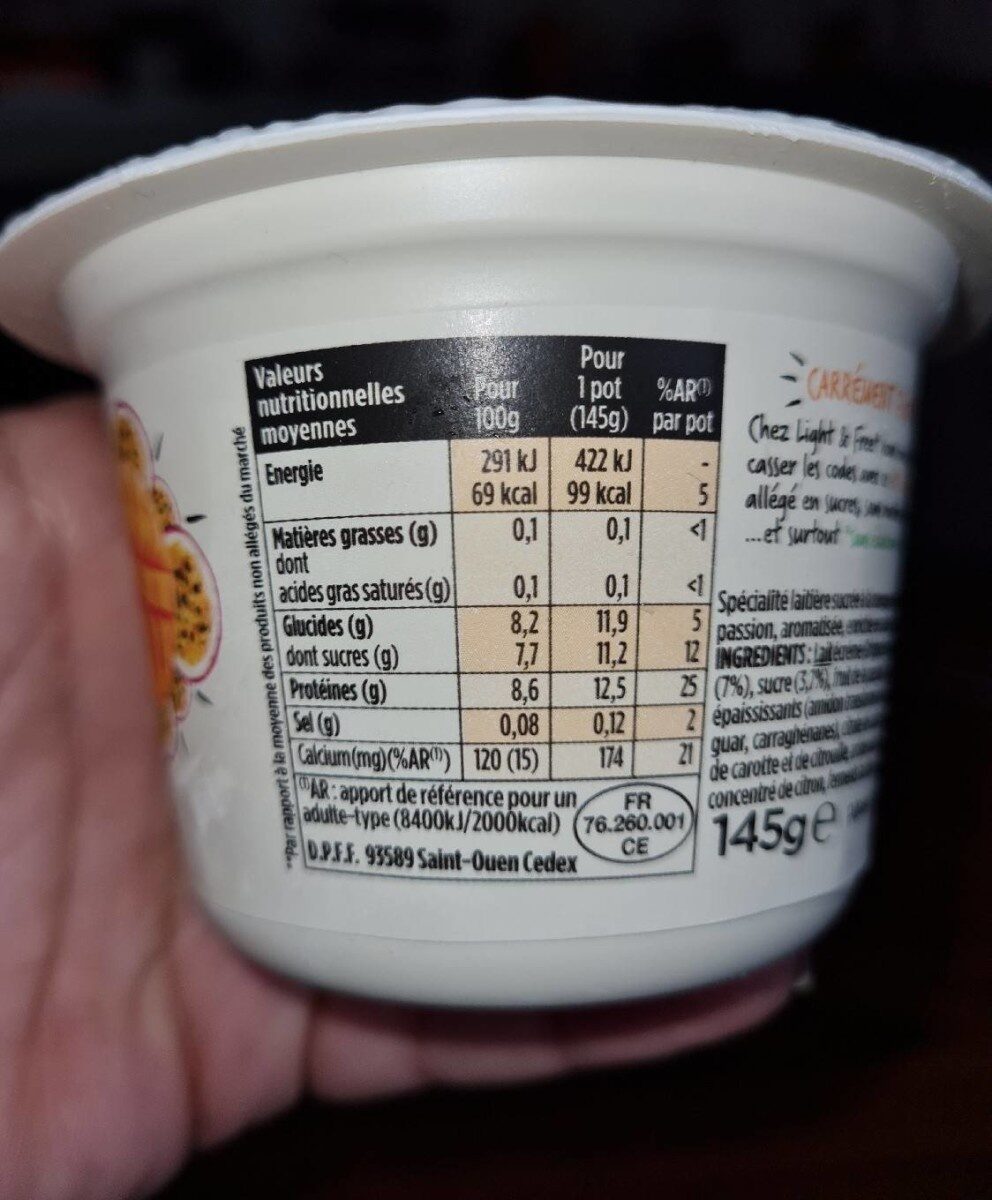 **Par rapport à la moyenne des produits non allégés du marché
Valeurs nutritionnelles moyennes Pour 100g Pour 1 pot (145g) %AR(1) par pot
Energie 291 kJ 422 kJ -
69 kcal 99 kcal 5
Matières grasses (g) 0,1 0,1 <1
dont
acides gras saturés (g) 0,1 0,1 <1
Glucides (g) 8,2 11,9 5
dont sucres (g) 7,7 11,2 12
Protéines (g) 8,6 12,5 25
Sel (g) 0,08 0,12 2
Calcium(mg)(%AR(1)) 120 (15) 174 21
(1)AR : apport de référence pour un
adulte-type (8400kJ/2000kcal)
D.P.F.F. 93589 Saint-Ouen Cedex
FR
76.260.001
CE
CARRÉMENT
Chez Light & Free
casser les codes
allégé en sucres,
...et surtout
Spécialité laitière sucrée
passion, aromatisée,
INGREDIENTS : Lait
(7%), sucre (3,7%),
épaississants (amidon
guar, carraghénanes),
de carotte et de citrouille,
concentré de citron,
145g e